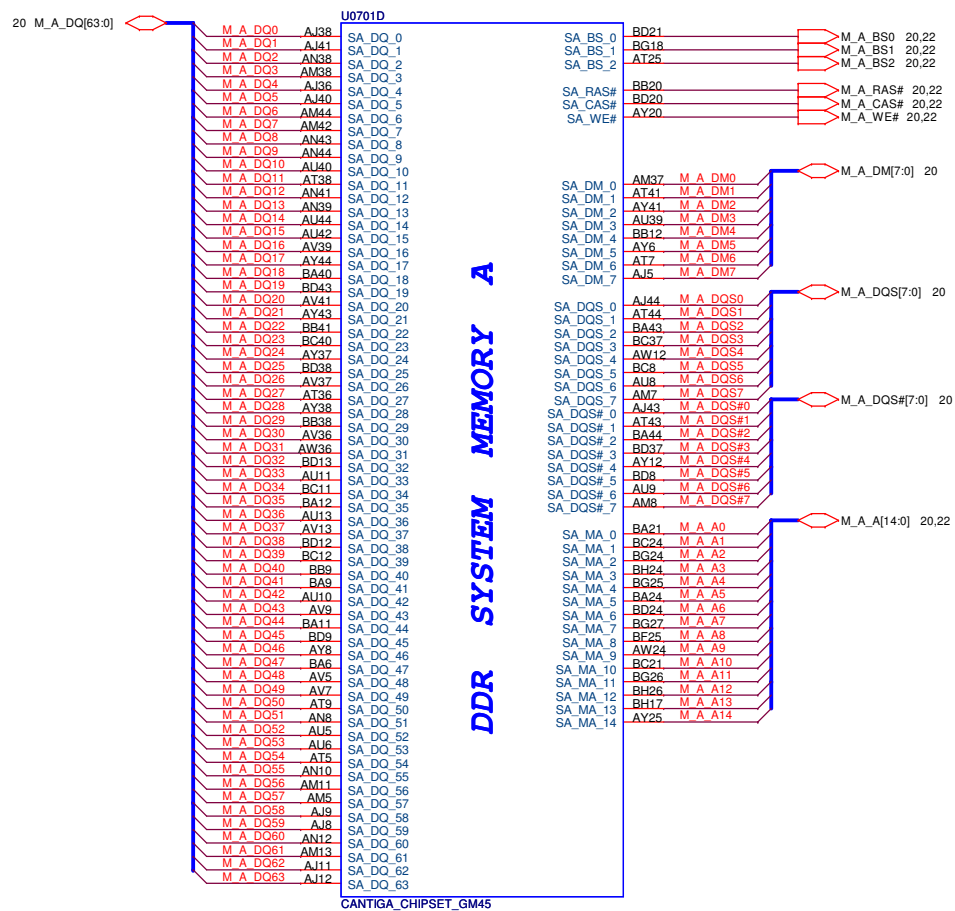 U0701D
20 M_A_DQ[63:0]
M_A_DQ0 AJ38 SA_DQ_0
M_A_DQ1 AJ41 SA_DQ_1
M_A_DQ2 AN38 SA_DQ_2
M_A_DQ3 AM38 SA_DQ_3
M_A_DQ4 AJ36 SA_DQ_4
M_A_DQ5 AJ40 SA_DQ_5
M_A_DQ6 AM44 SA_DQ_6
M_A_DQ7 AM42 SA_DQ_7
M_A_DQ8 AN43 SA_DQ_8
M_A_DQ9 AN44 SA_DQ_9
M_A_DQ10 AU40 SA_DQ_10
M_A_DQ11 AT38 SA_DQ_11
M_A_DQ12 AN41 SA_DQ_12
M_A_DQ13 AN39 SA_DQ_13
M_A_DQ14 AU44 SA_DQ_14
M_A_DQ15 AU42 SA_DQ_15
M_A_DQ16 AV39 SA_DQ_16
M_A_DQ17 AY44 SA_DQ_17
M_A_DQ18 BA40 SA_DQ_18
M_A_DQ19 BD43 SA_DQ_19
M_A_DQ20 AV41 SA_DQ_20
M_A_DQ21 AY43 SA_DQ_21
M_A_DQ22 BB41 SA_DQ_22
M_A_DQ23 BC40 SA_DQ_23
M_A_DQ24 AY37 SA_DQ_24
M_A_DQ25 BD38 SA_DQ_25
M_A_DQ26 AV37 SA_DQ_26
M_A_DQ27 AT36 SA_DQ_27
M_A_DQ28 AY38 SA_DQ_28
M_A_DQ29 BB38 SA_DQ_29
M_A_DQ30 AV36 SA_DQ_30
M_A_DQ31 AW36 SA_DQ_31
M_A_DQ32 BD13 SA_DQ_32
M_A_DQ33 AU11 SA_DQ_33
M_A_DQ34 BC11 SA_DQ_34
M_A_DQ35 BA12 SA_DQ_35
M_A_DQ36 AU13 SA_DQ_36
M_A_DQ37 AV13 SA_DQ_37
M_A_DQ38 BD12 SA_DQ_38
M_A_DQ39 BC12 SA_DQ_39
M_A_DQ40 BB9 SA_DQ_40
M_A_DQ41 BA9 SA_DQ_41
M_A_DQ42 AU10 SA_DQ_42
M_A_DQ43 AV9 SA_DQ_43
M_A_DQ44 BA11 SA_DQ_44
M_A_DQ45 BD9 SA_DQ_45
M_A_DQ46 AY8 SA_DQ_46
M_A_DQ47 BA6 SA_DQ_47
M_A_DQ48 AV5 SA_DQ_48
M_A_DQ49 AV7 SA_DQ_49
M_A_DQ50 AT9 SA_DQ_50
M_A_DQ51 AN8 SA_DQ_51
M_A_DQ52 AU5 SA_DQ_52
M_A_DQ53 AU6 SA_DQ_53
M_A_DQ54 AT5 SA_DQ_54
M_A_DQ55 AN10 SA_DQ_55
M_A_DQ56 AM11 SA_DQ_56
M_A_DQ57 AM5 SA_DQ_57
M_A_DQ58 AJ9 SA_DQ_58
M_A_DQ59 AJ8 SA_DQ_59
M_A_DQ60 AN12 SA_DQ_60
M_A_DQ61 AM13 SA_DQ_61
M_A_DQ62 AJ11 SA_DQ_62
M_A_DQ63 AJ12 SA_DQ_63
DDR SYSTEM MEMORY A
SA_BS_0 BD21 M_A_BS0 20,22
SA_BS_1 BG18 M_A_BS1 20,22
SA_BS_2 AT25 M_A_BS2 20,22
SA_RAS# BB20 M_A_RAS# 20,22
SA_CAS# BD20 M_A_CAS# 20,22
SA_WE# AY20 M_A_WE# 20,22
M_A_DM[7:0] 20
SA_DM_0 AM37 M_A_DM0
SA_DM_1 AT41 M_A_DM1
SA_DM_2 AY41 M_A_DM2
SA_DM_3 AU39 M_A_DM3
SA_DM_4 BB12 M_A_DM4
SA_DM_5 AY6 M_A_DM5
SA_DM_6 AT7 M_A_DM6
SA_DM_7 AJ5 M_A_DM7
M_A_DQS[7:0] 20
SA_DQS_0 AJ44 M_A_DQS0
SA_DQS_1 AT44 M_A_DQS1
SA_DQS_2 BA43 M_A_DQS2
SA_DQS_3 BC37 M_A_DQS3
SA_DQS_4 AW12 M_A_DQS4
SA_DQS_5 BC8 M_A_DQS5
SA_DQS_6 AU8 M_A_DQS6
SA_DQS_7 AM7 M_A_DQS7
M_A_DQS#[7:0] 20
SA_DQS#_0 AJ43 M_A_DQS#0
SA_DQS#_1 AT43 M_A_DQS#1
SA_DQS#_2 BA44 M_A_DQS#2
SA_DQS#_3 BD37 M_A_DQS#3
SA_DQS#_4 AY12 M_A_DQS#4
SA_DQS#_5 BD8 M_A_DQS#5
SA_DQS#_6 AU9 M_A_DQS#6
SA_DQS#_7 AM8 M_A_DQS#7
M_A_A[14:0] 20,22
SA_MA_0 BA21 M_A_A0
SA_MA_1 BC24 M_A_A1
SA_MA_2 BG24 M_A_A2
SA_MA_3 BH24 M_A_A3
SA_MA_4 BG25 M_A_A4
SA_MA_5 BA24 M_A_A5
SA_MA_6 BD24 M_A_A6
SA_MA_7 BG27 M_A_A7
SA_MA_8 BF25 M_A_A8
SA_MA_9 AW24 M_A_A9
SA_MA_10 BC21 M_A_A10
SA_MA_11 BG26 M_A_A11
SA_MA_12 BH26 M_A_A12
SA_MA_13 BH17 M_A_A13
SA_MA_14 AY25 M_A_A14
CANTIGA_CHIPSET_GM45